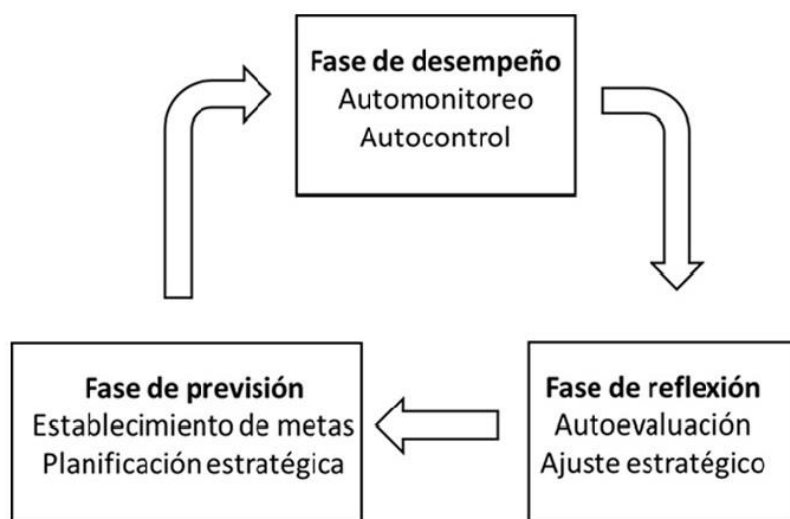 Fase de desempeño
Automonitoreo
Autocontrol
Fase de previsión
Establecimiento de metas
Planificación estratégica
Fase de reflexión
Autoevaluación
Ajuste estratégico